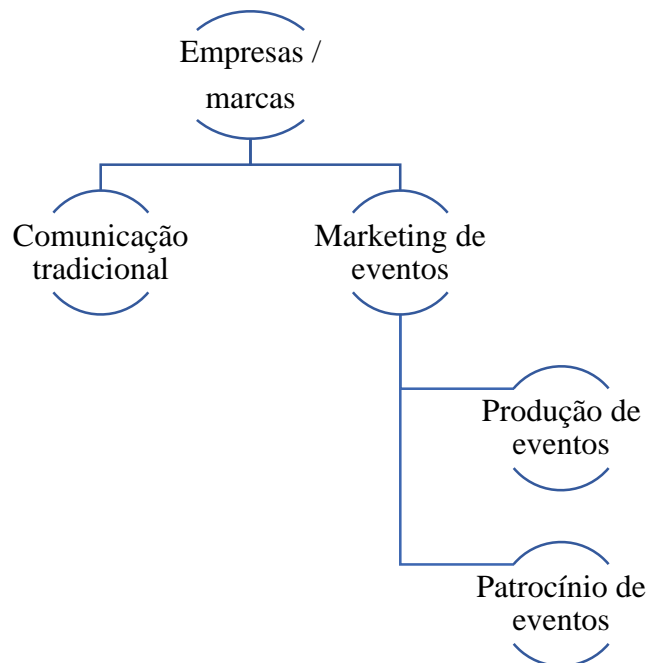 Empresas /
marcas
Comunicação
tradicional
Marketing de
eventos
Produção de
eventos
Patrocínio de
eventos